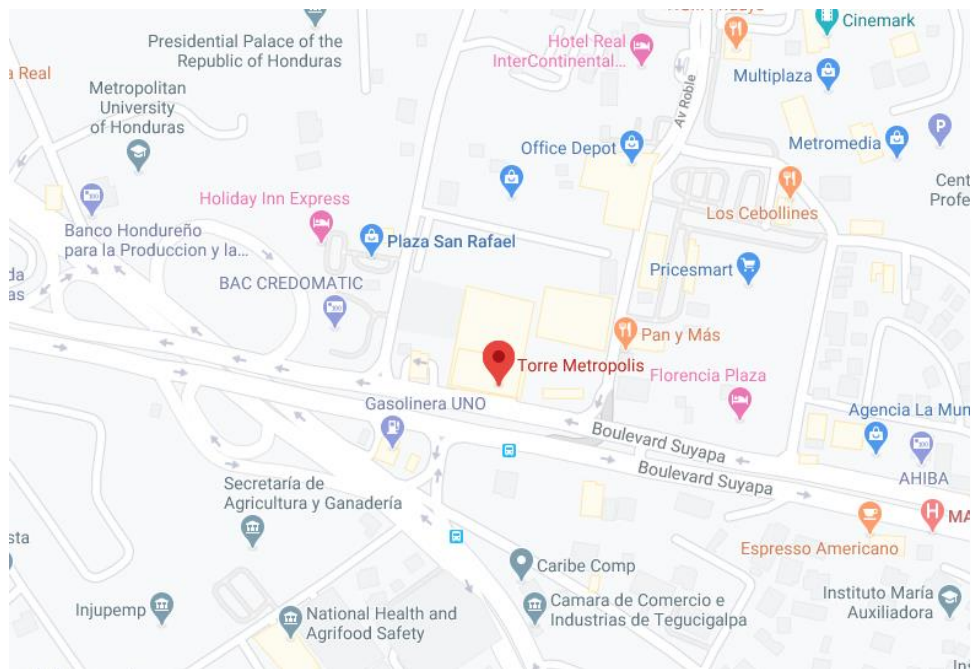 Cinemark
Presidential Palace of the
Republic of Honduras
Hotel Real
InterContinental...
a Real
Multiplaza
Metropolitan
University
of Honduras
Av Roble
Office Depot
Metromedia
P
Cent
Profe
Holiday Inn Express
Los Cebollines
Banco Hondureño
para la Produccion y la...
Plaza San Rafael
Pricesmart
da
as
BAC CREDOMATIC
Pan y Más
Torre Metropolis
Florencia Plaza
Gasolinera UNO
Agencia La Mun
Boulevard Suyapa
Boulevard Suyapa
AHIBA
Secretaría de
Agricultura y Ganadería
H
MA
sta
Espresso Americano
Caribe Comp
Instituto María
Auxiliadora
Injupemp
National Health and
Agrifood Safety
Camara de Comercio e
Industrias de Tegucigalpa
Ins